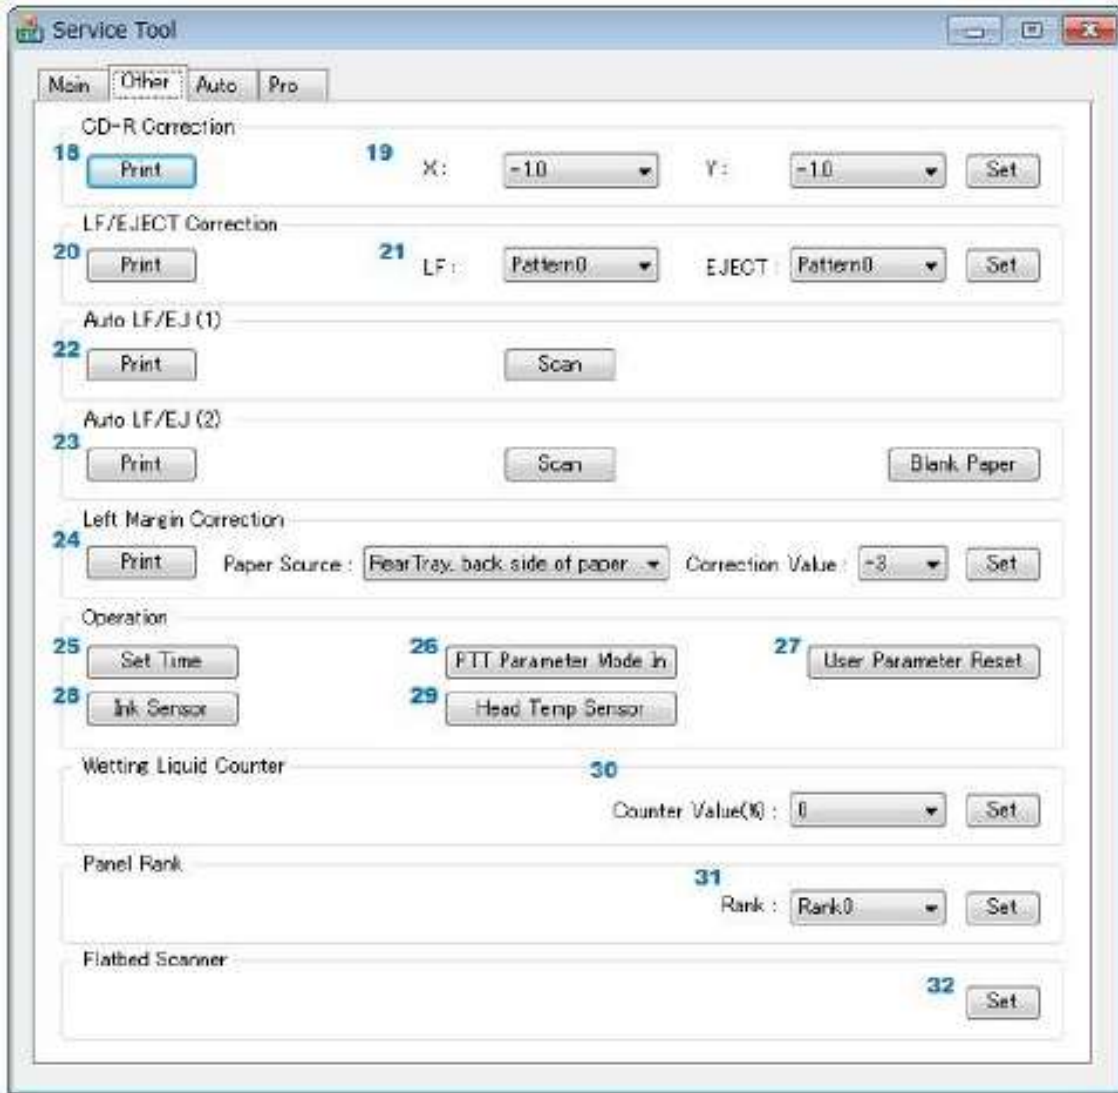 Service Tool
Main Other Auto Pro
CD-R Correction
18 Print 19 X : -1.0 Y : -1.0 Set
LF/EJECT Correction
20 Print 21 LF : Pattern0 EJECT : Pattern0 Set
Auto LF/EJ (1)
22 Print Scan
Auto LF/EJ (2)
23 Print Scan Blank Paper
Left Margin Correction
24 Print Paper Source : RearTray, back side of paper Correction Value : -3 Set
Operation
25 Set Time 26 PTT Parameter Mode In 27 User Parameter Reset
28 Ink Sensor 29 Head Temp Sensor
Wetting Liquid Counter
30 Counter Value(%) : 0 Set
Panel Rank
31 Rank : Rank0 Set
Flatbed Scanner
32 Set